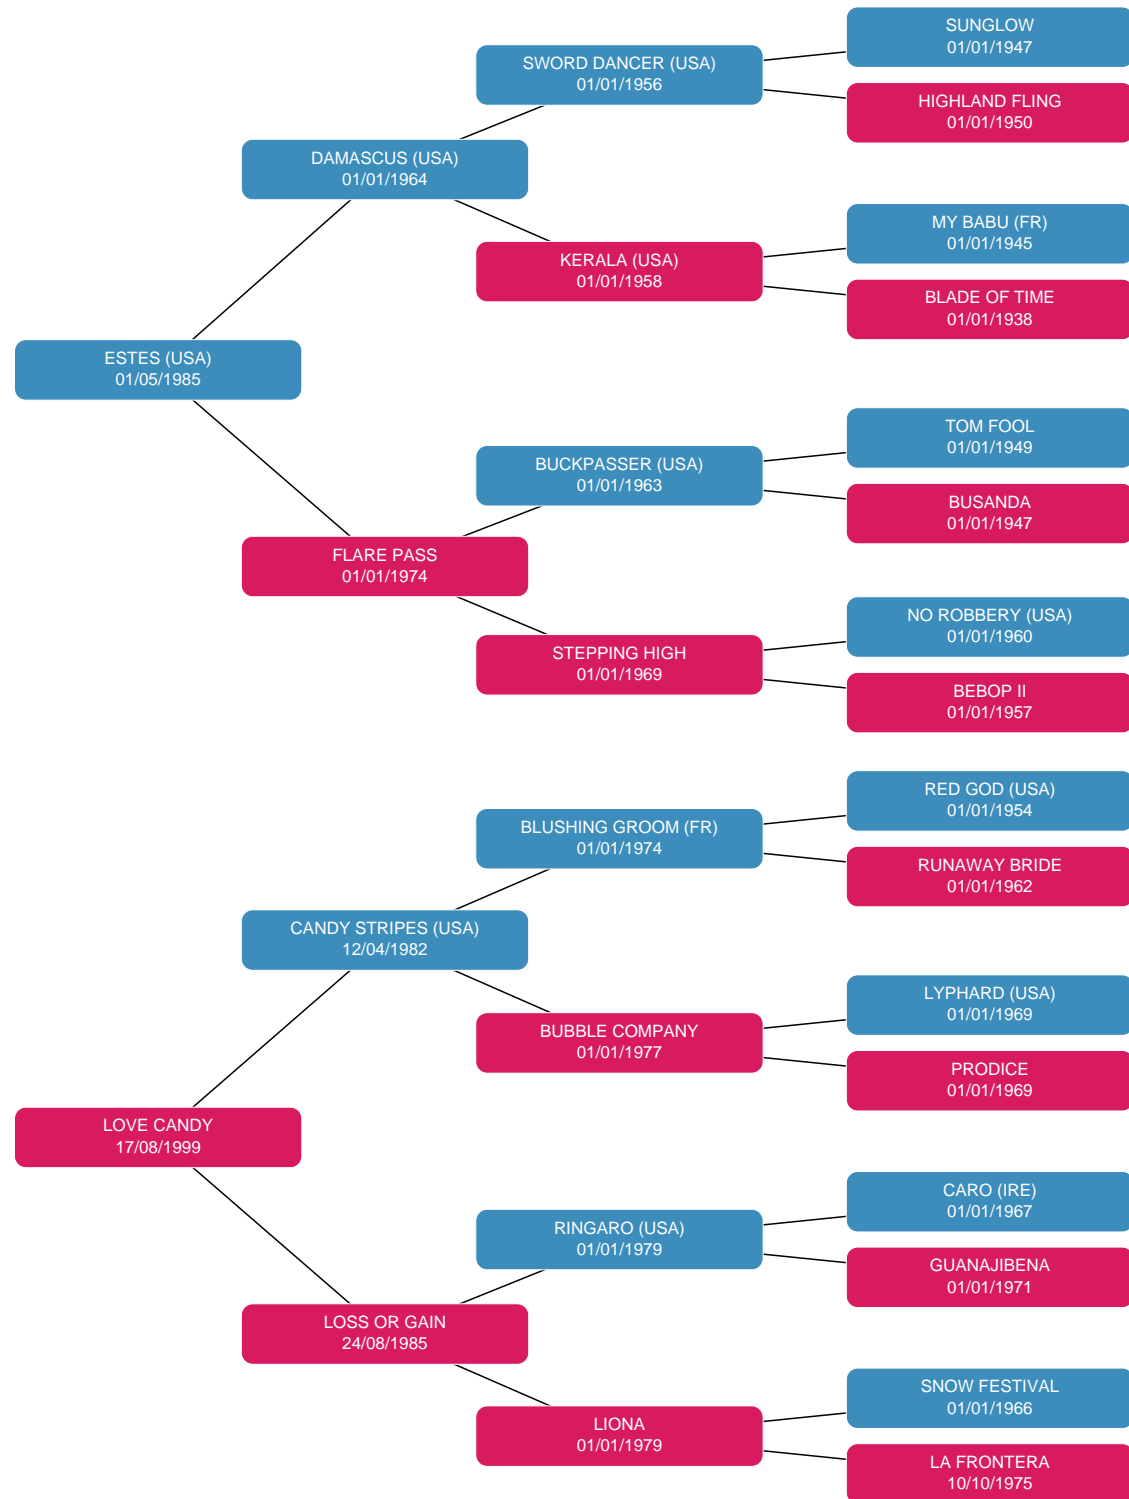 SUNGLOW
01/01/1947
SWORD DANCER (USA)
01/01/1956
HIGHLAND FLING
01/01/1950
DAMASCUS (USA)
01/01/1964
MY BABU (FR)
01/01/1945
KERALA (USA)
01/01/1958
BLADE OF TIME
01/01/1938
ESTES (USA)
01/05/1985
TOM FOOL
01/01/1949
BUCKPASSER (USA)
01/01/1963
BUSANDA
01/01/1947
FLARE PASS
01/01/1974
NO ROBBERY (USA)
01/01/1960
STEPPING HIGH
01/01/1969
BEBOP II
01/01/1957
RED GOD (USA)
01/01/1954
BLUSHING GROOM (FR)
01/01/1974
RUNAWAY BRIDE
01/01/1962
CANDY STRIPES (USA)
12/04/1982
LYPHARD (USA)
01/01/1969
BUBBLE COMPANY
01/01/1977
PRODICE
01/01/1969
LOVE CANDY
17/08/1999
CARO (IRE)
01/01/1967
RINGARO (USA)
01/01/1979
GUANAJIBENA
01/01/1971
LOSS OR GAIN
24/08/1985
SNOW FESTIVAL
01/01/1966
LIONA
01/01/1979
LA FRONTERA
10/10/1975